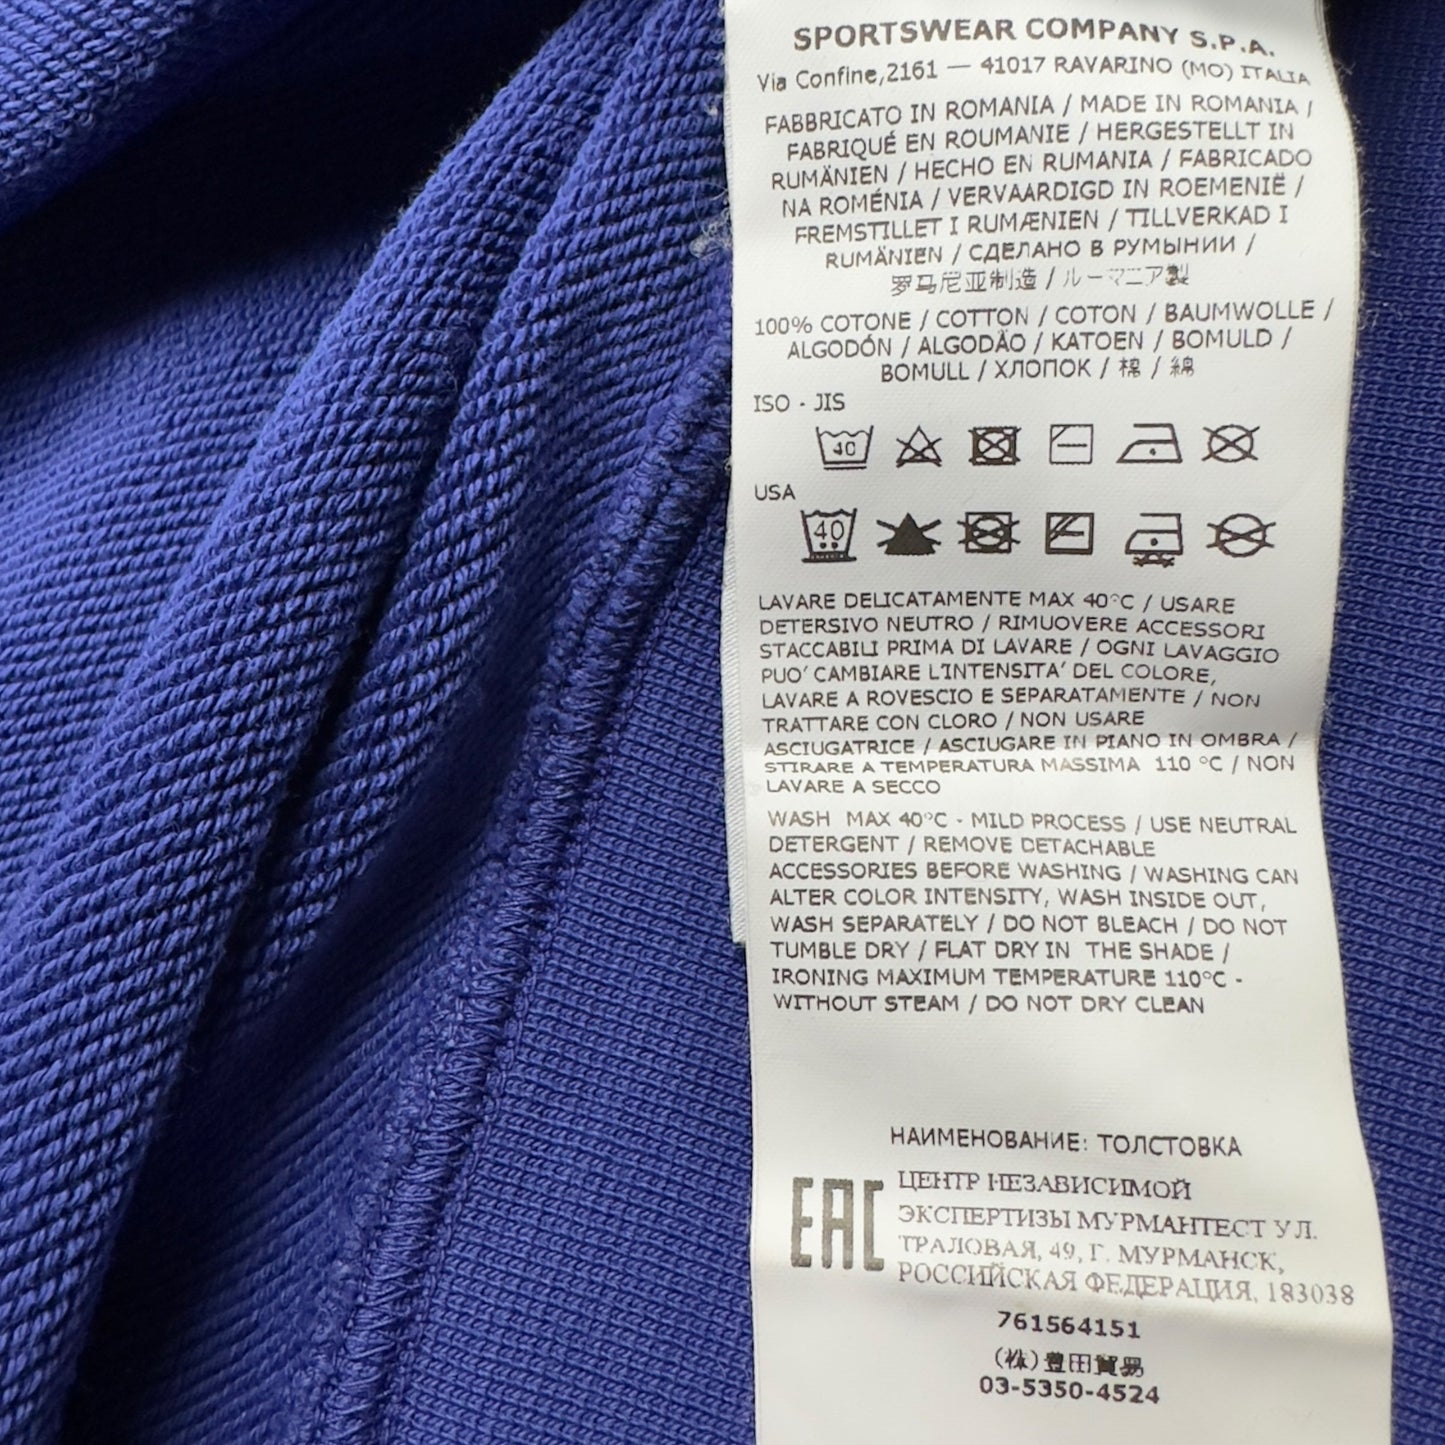 SPORTSWEAR COMPANY S.P.A.
Via Confine,2161 — 41017 RAVARINO (MO) ITALIA
FABBRICATO IN ROMANIA / MADE IN ROMANIA /
FABRIQUÉ EN ROUMANIE / HERGESTELLT IN
RUMÄNIEN / HECHO EN RUMANIA / FABRICADO
NA ROMÉNIA / VERVAARDIGD IN ROEMENIË /
FREMSTILLET I RUMÆNIEN / TILLVERKAD I
RUMÄNIEN / СДЕЛАНО В РУМЫНИИ /
罗马尼亚制造 / ルーマニア製
100% COTONE / COTTON / COTON / BAUMWOLLE /
ALGODÓN / ALGODÃO / KATOEN / BOMULD /
BOMULL / ХЛОПОК / 棉 / 綿
ISO - JIS
40
USA
40
LAVARE DELICATAMENTE MAX 40°C / USARE
DETERSIVO NEUTRO / RIMUOVERE ACCESSORI
STACCABILI PRIMA DI LAVARE / OGNI LAVAGGIO
PUO' CAMBIARE L'INTENSITA' DEL COLORE,
LAVARE A ROVESCIO E SEPARATAMENTE / NON
TRATTARE CON CLORO / NON USARE
ASCIUGATRICE / ASCIUGARE IN PIANO IN OMBRA /
STIRARE A TEMPERATURA MASSIMA 110 °C / NON
LAVARE A SECCO
WASH MAX 40°C - MILD PROCESS / USE NEUTRAL
DETERGENT / REMOVE DETACHABLE
ACCESSORIES BEFORE WASHING / WASHING CAN
ALTER COLOR INTENSITY, WASH INSIDE OUT,
WASH SEPARATELY / DO NOT BLEACH / DO NOT
TUMBLE DRY / FLAT DRY IN THE SHADE /
IRONING MAXIMUM TEMPERATURE 110°C -
WITHOUT STEAM / DO NOT DRY CLEAN
НАИМЕНОВАНИЕ: ТОЛСТОВКА
EAC
ЦЕНТР НЕЗАВИСИМОЙ
ЭКСПЕРТИЗЫ МУРМАНТЕСТ УЛ.
ТРАЛОВАЯ, 49, Г. МУРМАНСК,
РОССИЙСКАЯ ФЕДЕРАЦИЯ, 183038
761564151
(株)豊田貿易
03-5350-4524